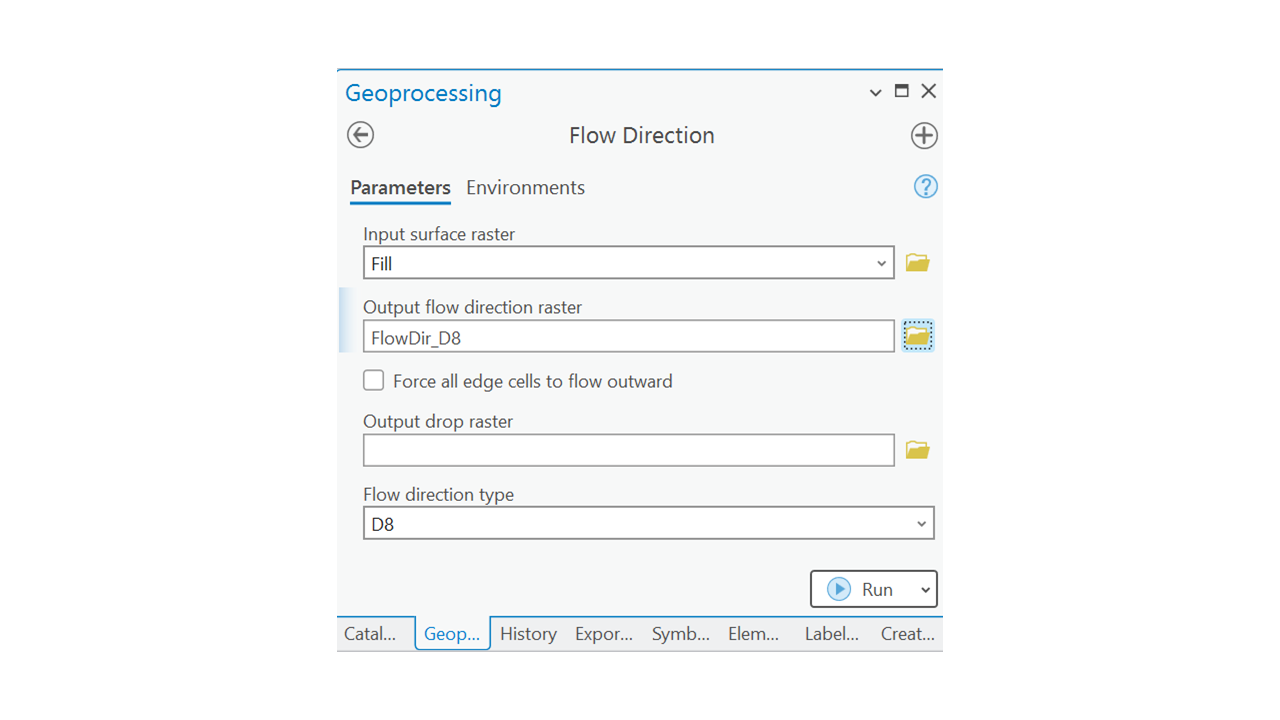 Geoprocessing
Flow Direction
Parameters Environments
Input surface raster
Fill
Output flow direction raster
FlowDir_D8
Force all edge cells to flow outward
Output drop raster
Flow direction type
D8
Run
Catal... Geop... History Expor... Symb... Elem... Label... Creat...